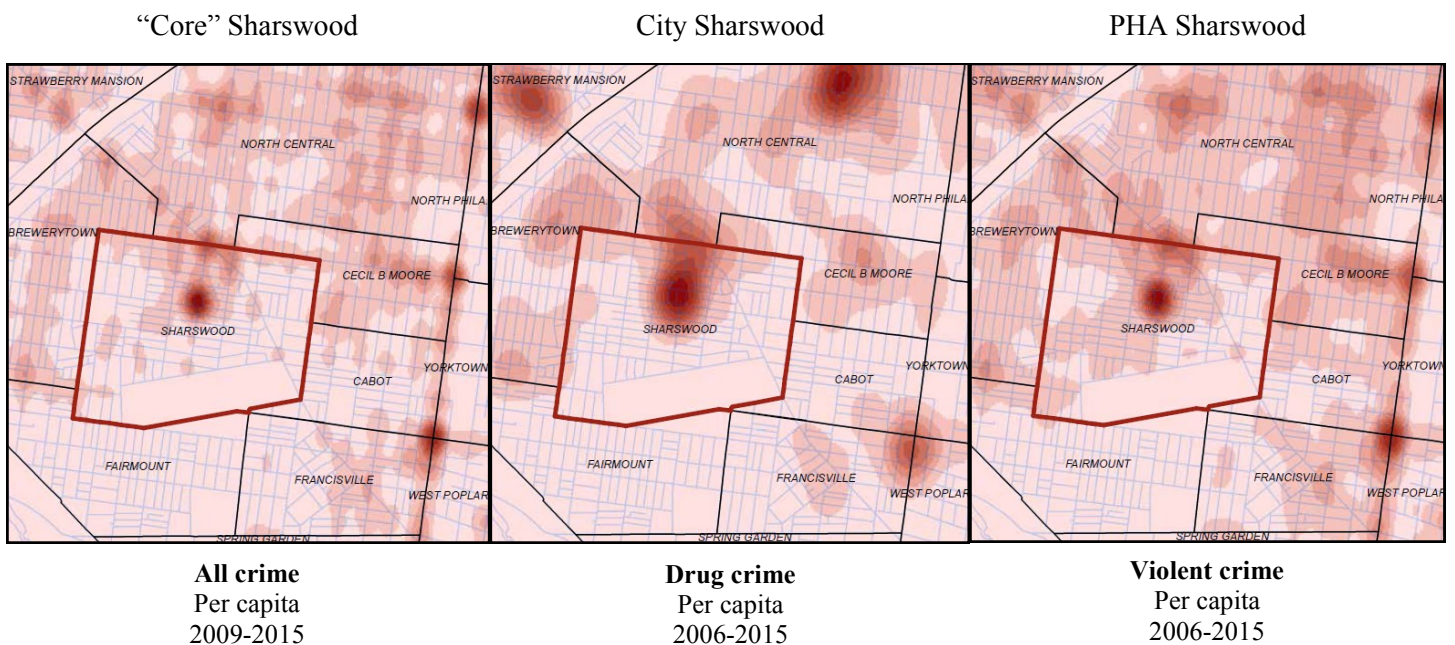 “Core” Sharswood
City Sharswood
PHA Sharswood
STRAWBERRY MANSION
NORTH CENTRAL
NORTH PHILA
BREWERYTOWN
CECIL B MOORE
SHARSWOOD
YORKTOWN
CABOT
FAIRMOUNT
FRANCISVILLE
WEST POPLAR
SPRING GARDEN
STRAWBERRY MANSION
NORTH CENTRAL
NORTH PHILA
BREWERYTOWN
CECIL B MOORE
SHARSWOOD
YORKTOWN
CABOT
FAIRMOUNT
FRANCISVILLE
WEST POPLAR
SPRING GARDEN
STRAWBERRY MANSION
NORTH CENTRAL
NORTH PHILA
BREWERYTOWN
CECIL B MOORE
SHARSWOOD
YORKTOWN
CABOT
FAIRMOUNT
FRANCISVILLE
WEST POPLAR
SPRING GARDEN
All crime
Per capita
2009-2015
Drug crime
Per capita
2006-2015
Violent crime
Per capita
2006-2015